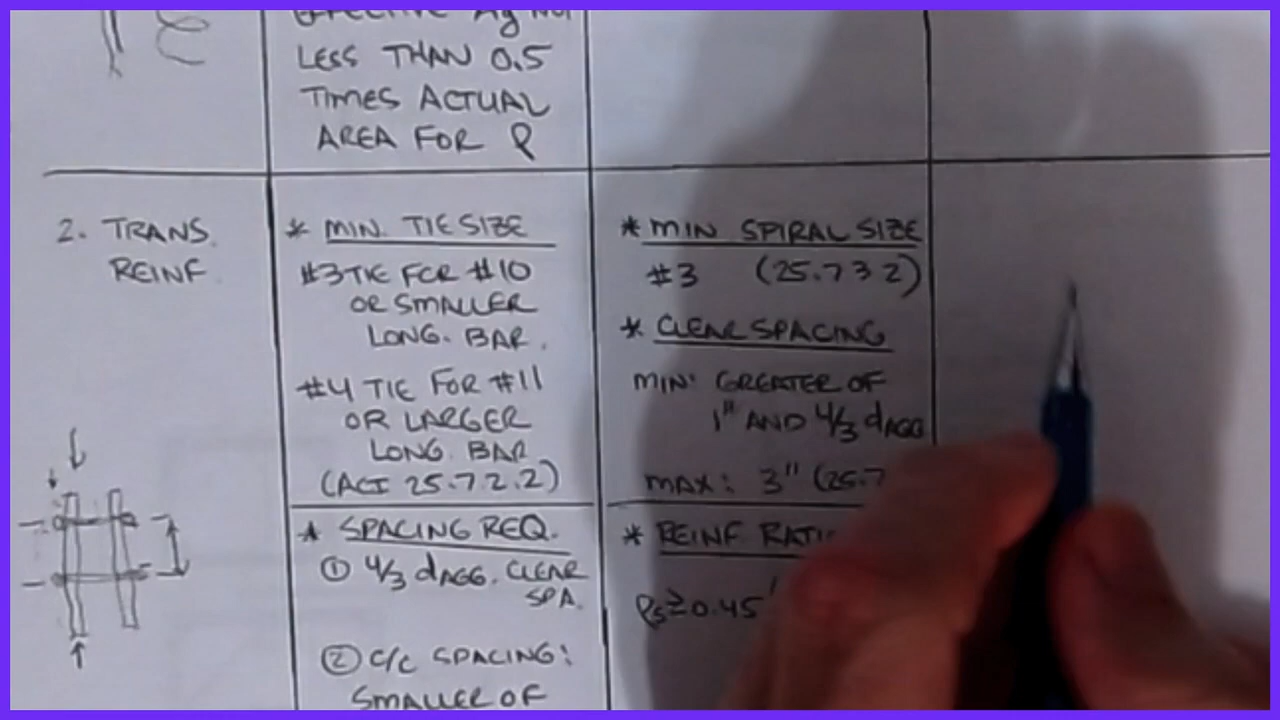 LESS THAN 0.5
TIMES ACTUAL
AREA FOR ρ
2. TRANS.
REINF.
* MIN. TIE SIZE
#3 TIE FOR #10
OR SMALLER
LONG. BAR.
#4 TIE FOR #11
OR LARGER
LONG. BAR
(ACI 25.7.2.2)
* SPACING REQ.
① 4/3 dAGG. CLEAR
SPA.
② C/C SPACING:
SMALLER OF
* MIN SPIRAL SIZE
#3 (25.7.3.2)
* CLEAR SPACING
MIN: GREATER OF
1" AND 4/3 dAGG
MAX: 3" (25.7
* REINF
ρs≥0.45